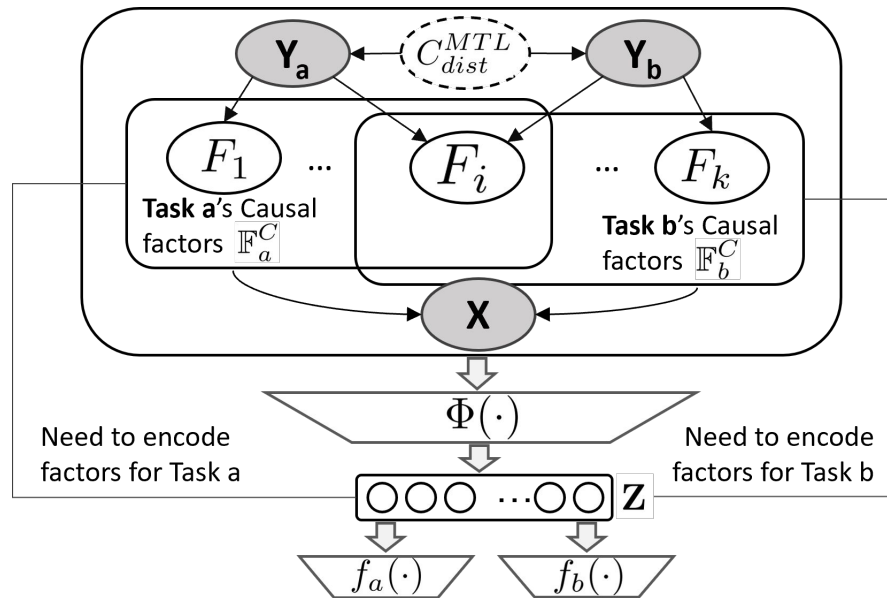 Y_a C_{dist}^{MTL} Y_b
F_1 ... F_i ... F_k
Task a's Causal
factors 𝔽_a^C
Task b's Causal
factors 𝔽_b^C
X
Φ(·)
Need to encode
factors for Task a
Need to encode
factors for Task b
... Z
f_a(·) f_b(·)